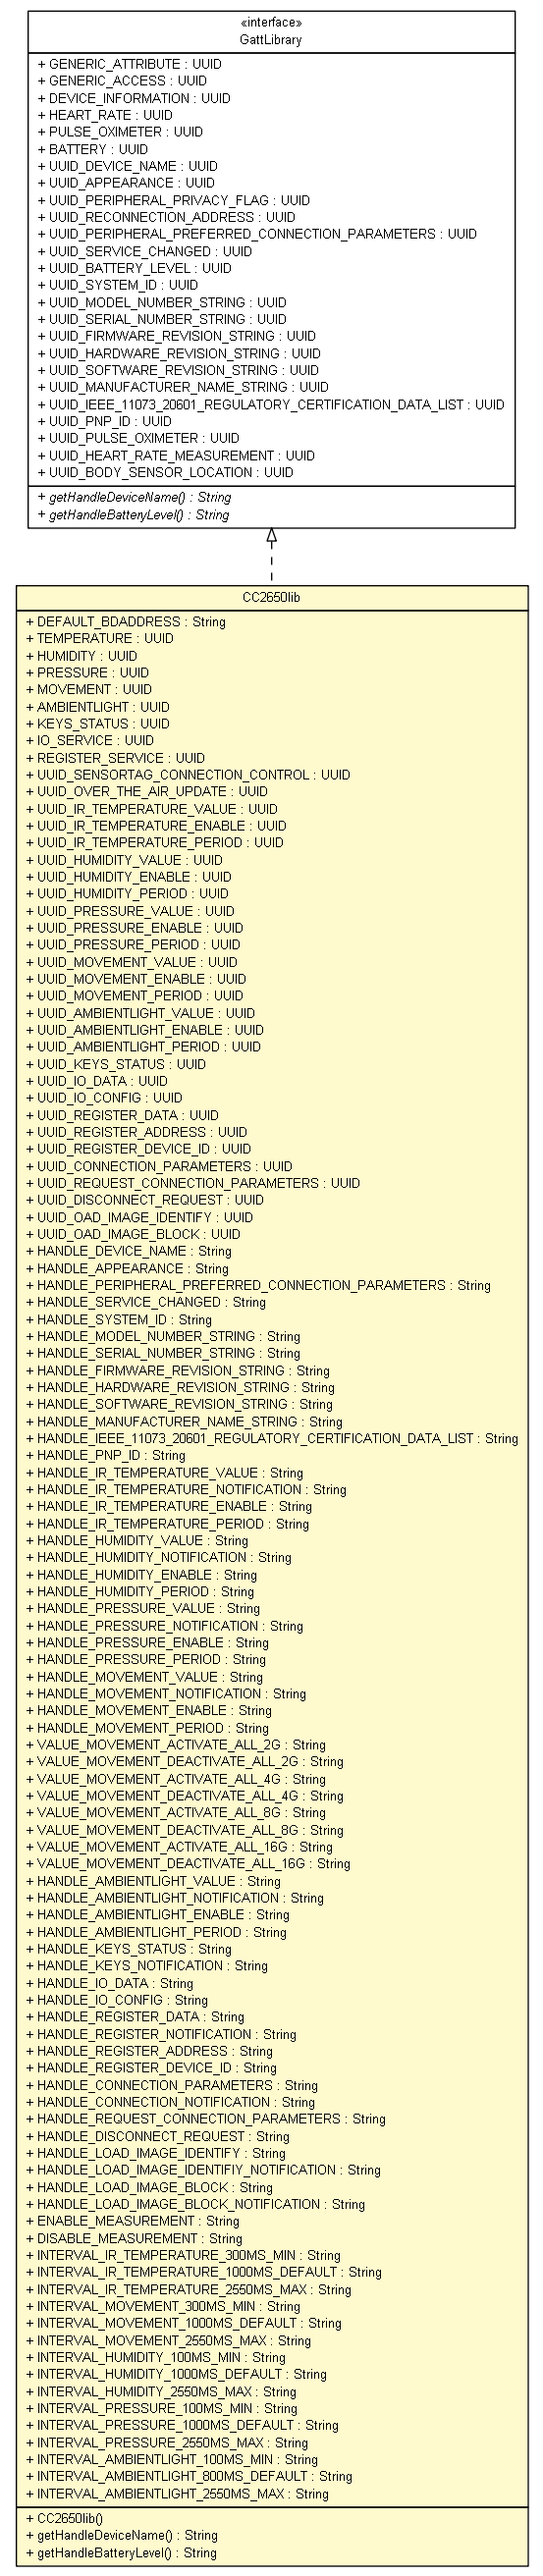 «interface»
GattLibrary
+ GENERIC_ATTRIBUTE : UUID
+ GENERIC_ACCESS : UUID
+ DEVICE_INFORMATION : UUID
+ HEART_RATE : UUID
+ PULSE_OXIMETER : UUID
+ BATTERY : UUID
+ UUID_DEVICE_NAME : UUID
+ UUID_APPEARANCE : UUID
+ UUID_PERIPHERAL_PRIVACY_FLAG : UUID
+ UUID_RECONNECTION_ADDRESS : UUID
+ UUID_PERIPHERAL_PREFERRED_CONNECTION_PARAMETERS : UUID
+ UUID_SERVICE_CHANGED : UUID
+ UUID_BATTERY_LEVEL : UUID
+ UUID_SYSTEM_ID : UUID
+ UUID_MODEL_NUMBER_STRING : UUID
+ UUID_SERIAL_NUMBER_STRING : UUID
+ UUID_FIRMWARE_REVISION_STRING : UUID
+ UUID_HARDWARE_REVISION_STRING : UUID
+ UUID_SOFTWARE_REVISION_STRING : UUID
+ UUID_MANUFACTURER_NAME_STRING : UUID
+ UUID_IEEE_11073_20601_REGULATORY_CERTIFICATION_DATA_LIST : UUID
+ UUID_PNP_ID : UUID
+ UUID_PULSE_OXIMETER : UUID
+ UUID_HEART_RATE_MEASUREMENT : UUID
+ UUID_BODY_SENSOR_LOCATION : UUID
+ getHandleDeviceName() : String
+ getHandleBatteryLevel() : String
CC2650lib
+ DEFAULT_BDADDRESS : String
+ TEMPERATURE : UUID
+ HUMIDITY : UUID
+ PRESSURE : UUID
+ MOVEMENT : UUID
+ AMBIENTLIGHT : UUID
+ KEYS_STATUS : UUID
+ IO_SERVICE : UUID
+ REGISTER_SERVICE : UUID
+ UUID_SENSORTAG_CONNECTION_CONTROL : UUID
+ UUID_OVER_THE_AIR_UPDATE : UUID
+ UUID_IR_TEMPERATURE_VALUE : UUID
+ UUID_IR_TEMPERATURE_ENABLE : UUID
+ UUID_IR_TEMPERATURE_PERIOD : UUID
+ UUID_HUMIDITY_VALUE : UUID
+ UUID_HUMIDITY_ENABLE : UUID
+ UUID_HUMIDITY_PERIOD : UUID
+ UUID_PRESSURE_VALUE : UUID
+ UUID_PRESSURE_ENABLE : UUID
+ UUID_PRESSURE_PERIOD : UUID
+ UUID_MOVEMENT_VALUE : UUID
+ UUID_MOVEMENT_ENABLE : UUID
+ UUID_MOVEMENT_PERIOD : UUID
+ UUID_AMBIENTLIGHT_VALUE : UUID
+ UUID_AMBIENTLIGHT_ENABLE : UUID
+ UUID_AMBIENTLIGHT_PERIOD : UUID
+ UUID_KEYS_STATUS : UUID
+ UUID_IO_DATA : UUID
+ UUID_IO_CONFIG : UUID
+ UUID_REGISTER_DATA : UUID
+ UUID_REGISTER_ADDRESS : UUID
+ UUID_REGISTER_DEVICE_ID : UUID
+ UUID_CONNECTION_PARAMETERS : UUID
+ UUID_REQUEST_CONNECTION_PARAMETERS : UUID
+ UUID_DISCONNECT_REQUEST : UUID
+ UUID_OAD_IMAGE_IDENTIFY : UUID
+ UUID_OAD_IMAGE_BLOCK : UUID
+ HANDLE_DEVICE_NAME : String
+ HANDLE_APPEARANCE : String
+ HANDLE_PERIPHERAL_PREFERRED_CONNECTION_PARAMETERS : String
+ HANDLE_SERVICE_CHANGED : String
+ HANDLE_SYSTEM_ID : String
+ HANDLE_MODEL_NUMBER_STRING : String
+ HANDLE_SERIAL_NUMBER_STRING : String
+ HANDLE_FIRMWARE_REVISION_STRING : String
+ HANDLE_HARDWARE_REVISION_STRING : String
+ HANDLE_SOFTWARE_REVISION_STRING : String
+ HANDLE_MANUFACTURER_NAME_STRING : String
+ HANDLE_IEEE_11073_20601_REGULATORY_CERTIFICATION_DATA_LIST : String
+ HANDLE_PNP_ID : String
+ HANDLE_IR_TEMPERATURE_VALUE : String
+ HANDLE_IR_TEMPERATURE_NOTIFICATION : String
+ HANDLE_IR_TEMPERATURE_ENABLE : String
+ HANDLE_IR_TEMPERATURE_PERIOD : String
+ HANDLE_HUMIDITY_VALUE : String
+ HANDLE_HUMIDITY_NOTIFICATION : String
+ HANDLE_HUMIDITY_ENABLE : String
+ HANDLE_HUMIDITY_PERIOD : String
+ HANDLE_PRESSURE_VALUE : String
+ HANDLE_PRESSURE_NOTIFICATION : String
+ HANDLE_PRESSURE_ENABLE : String
+ HANDLE_PRESSURE_PERIOD : String
+ HANDLE_MOVEMENT_VALUE : String
+ HANDLE_MOVEMENT_NOTIFICATION : String
+ HANDLE_MOVEMENT_ENABLE : String
+ HANDLE_MOVEMENT_PERIOD : String
+ VALUE_MOVEMENT_ACTIVATE_ALL_2G : String
+ VALUE_MOVEMENT_DEACTIVATE_ALL_2G : String
+ VALUE_MOVEMENT_ACTIVATE_ALL_4G : String
+ VALUE_MOVEMENT_DEACTIVATE_ALL_4G : String
+ VALUE_MOVEMENT_ACTIVATE_ALL_8G : String
+ VALUE_MOVEMENT_DEACTIVATE_ALL_8G : String
+ VALUE_MOVEMENT_ACTIVATE_ALL_16G : String
+ VALUE_MOVEMENT_DEACTIVATE_ALL_16G : String
+ HANDLE_AMBIENTLIGHT_VALUE : String
+ HANDLE_AMBIENTLIGHT_NOTIFICATION : String
+ HANDLE_AMBIENTLIGHT_ENABLE : String
+ HANDLE_AMBIENTLIGHT_PERIOD : String
+ HANDLE_KEYS_STATUS : String
+ HANDLE_KEYS_NOTIFICATION : String
+ HANDLE_IO_DATA : String
+ HANDLE_IO_CONFIG : String
+ HANDLE_REGISTER_DATA : String
+ HANDLE_REGISTER_NOTIFICATION : String
+ HANDLE_REGISTER_ADDRESS : String
+ HANDLE_REGISTER_DEVICE_ID : String
+ HANDLE_CONNECTION_PARAMETERS : String
+ HANDLE_CONNECTION_NOTIFICATION : String
+ HANDLE_REQUEST_CONNECTION_PARAMETERS : String
+ HANDLE_DISCONNECT_REQUEST : String
+ HANDLE_LOAD_IMAGE_IDENTIFY : String
+ HANDLE_LOAD_IMAGE_IDENTIFIY_NOTIFICATION : String
+ HANDLE_LOAD_IMAGE_BLOCK : String
+ HANDLE_LOAD_IMAGE_BLOCK_NOTIFICATION : String
+ ENABLE_MEASUREMENT : String
+ DISABLE_MEASUREMENT : String
+ INTERVAL_IR_TEMPERATURE_300MS_MIN : String
+ INTERVAL_IR_TEMPERATURE_1000MS_DEFAULT : String
+ INTERVAL_IR_TEMPERATURE_2550MS_MAX : String
+ INTERVAL_MOVEMENT_300MS_MIN : String
+ INTERVAL_MOVEMENT_1000MS_DEFAULT : String
+ INTERVAL_MOVEMENT_2550MS_MAX : String
+ INTERVAL_HUMIDITY_100MS_MIN : String
+ INTERVAL_HUMIDITY_1000MS_DEFAULT : String
+ INTERVAL_HUMIDITY_2550MS_MAX : String
+ INTERVAL_PRESSURE_100MS_MIN : String
+ INTERVAL_PRESSURE_1000MS_DEFAULT : String
+ INTERVAL_PRESSURE_2550MS_MAX : String
+ INTERVAL_AMBIENTLIGHT_100MS_MIN : String
+ INTERVAL_AMBIENTLIGHT_800MS_DEFAULT : String
+ INTERVAL_AMBIENTLIGHT_2550MS_MAX : String
+ CC2650lib()
+ getHandleDeviceName() : String
+ getHandleBatteryLevel() : String